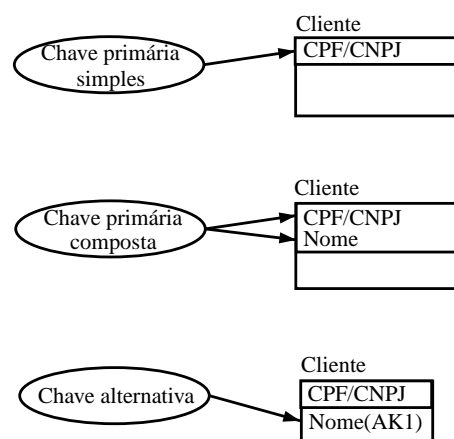 Cliente
Chave primária
simples
CPF/CNPJ
Cliente
Chave primária
composta
CPF/CNPJ
Nome
Cliente
Chave alternativa
CPF/CNPJ
Nome(AK1)